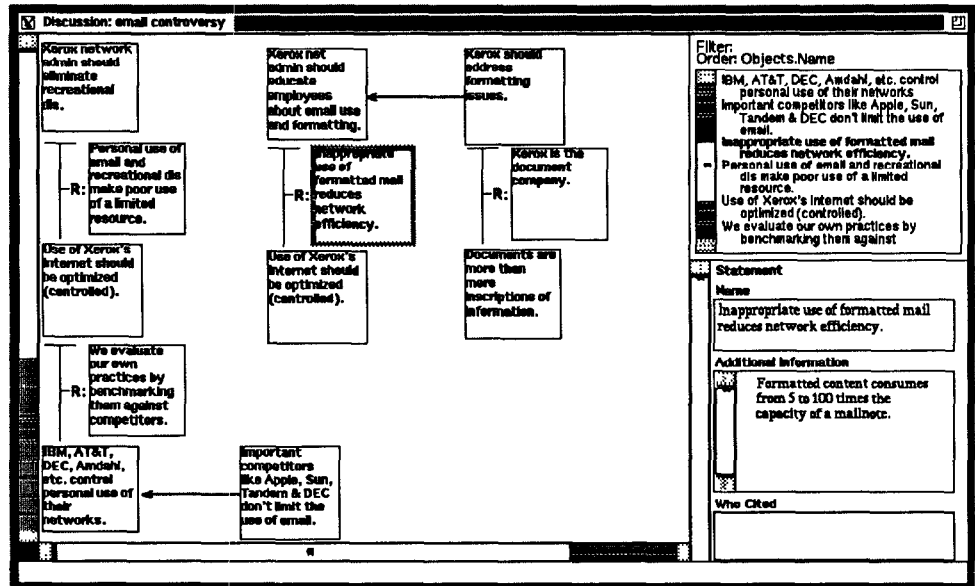 Discussion: email controversy
Xerox network
admin should
eliminate
recreational
dls.
Xerox net
admin should
educate
employees
about email use
and formatting.
Xerox should
address
formatting
issues.
R:
Personal use of
email and
recreational dls
make poor use
of a limited
resource.
R:
Inappropriate
use of
formatted mail
reduces
network
efficiency.
R:
Xerox is the
document
company.
Use of Xerox's
internet should
be optimized
(controlled).
Use of Xerox's
internet should
be optimized
(controlled).
Documents are
more than
mere
inscriptions of
information.
R:
We evaluate
our own
practices by
benchmarking
them against
competitors.
IBM, AT&T,
DEC, Amdahl,
etc. control
personal use of
their
networks.
Important
competitors
like Apple, Sun,
Tandem & DEC
don't limit the
use of email.
Filter:
Order: Objects.Name
IBM, AT&T, DEC, Amdahl, etc. control
personal use of their networks
Important competitors like Apple, Sun,
Tandem & DEC don't limit the use of
email.
Inappropriate use of formatted mail
reduces network efficiency.
Personal use of email and recreational
dls make poor use of a limited
resource.
Use of Xerox's internet should be
optimized (controlled).
We evaluate our own practices by
benchmarking them against
Statement
Name
Inappropriate use of formatted mail
reduces network efficiency.
Additional Information
Formatted content consumes
from 5 to 100 times the
capacity of a mailnote.
Who Cited